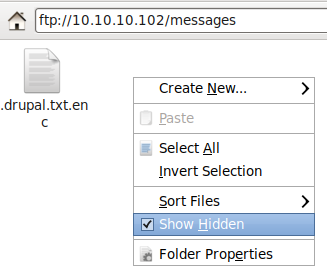 ftp://10.10.10.102/messages
.drupal.txt.en
c
Create New...
Paste
Select All
Invert Selection
Sort Files
Show Hidden
Folder Properties